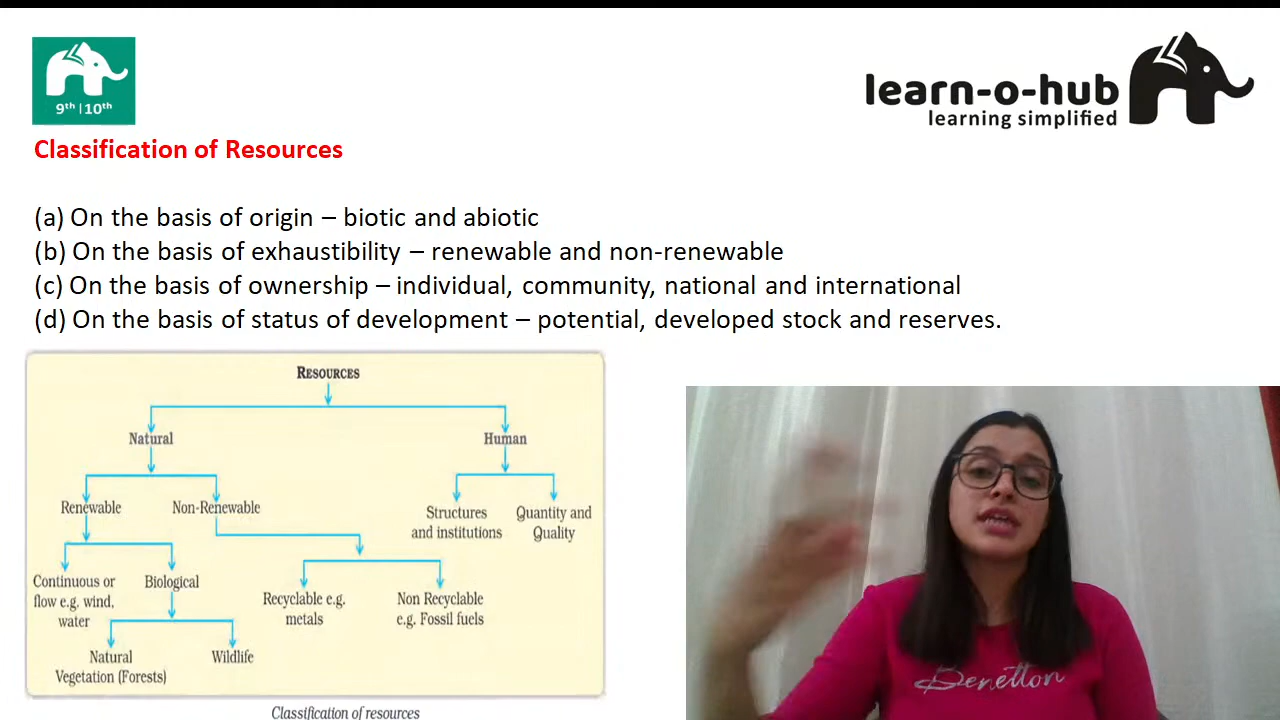 9th | 10th
learn-o-hub
learning simplified
Classification of Resources
(a) On the basis of origin – biotic and abiotic
(b) On the basis of exhaustibility – renewable and non-renewable
(c) On the basis of ownership – individual, community, national and international
(d) On the basis of status of development – potential, developed stock and reserves.
RESOURCES
Natural
Human
Renewable
Non-Renewable
Structures
and institutions
Quantity and
Quality
Continuous or
flow e.g. wind,
water
Biological
Recyclable e.g.
metals
Non Recyclable
e.g. Fossil fuels
Natural
Vegetation (Forests)
Wildlife
Classification of resources
Benetton